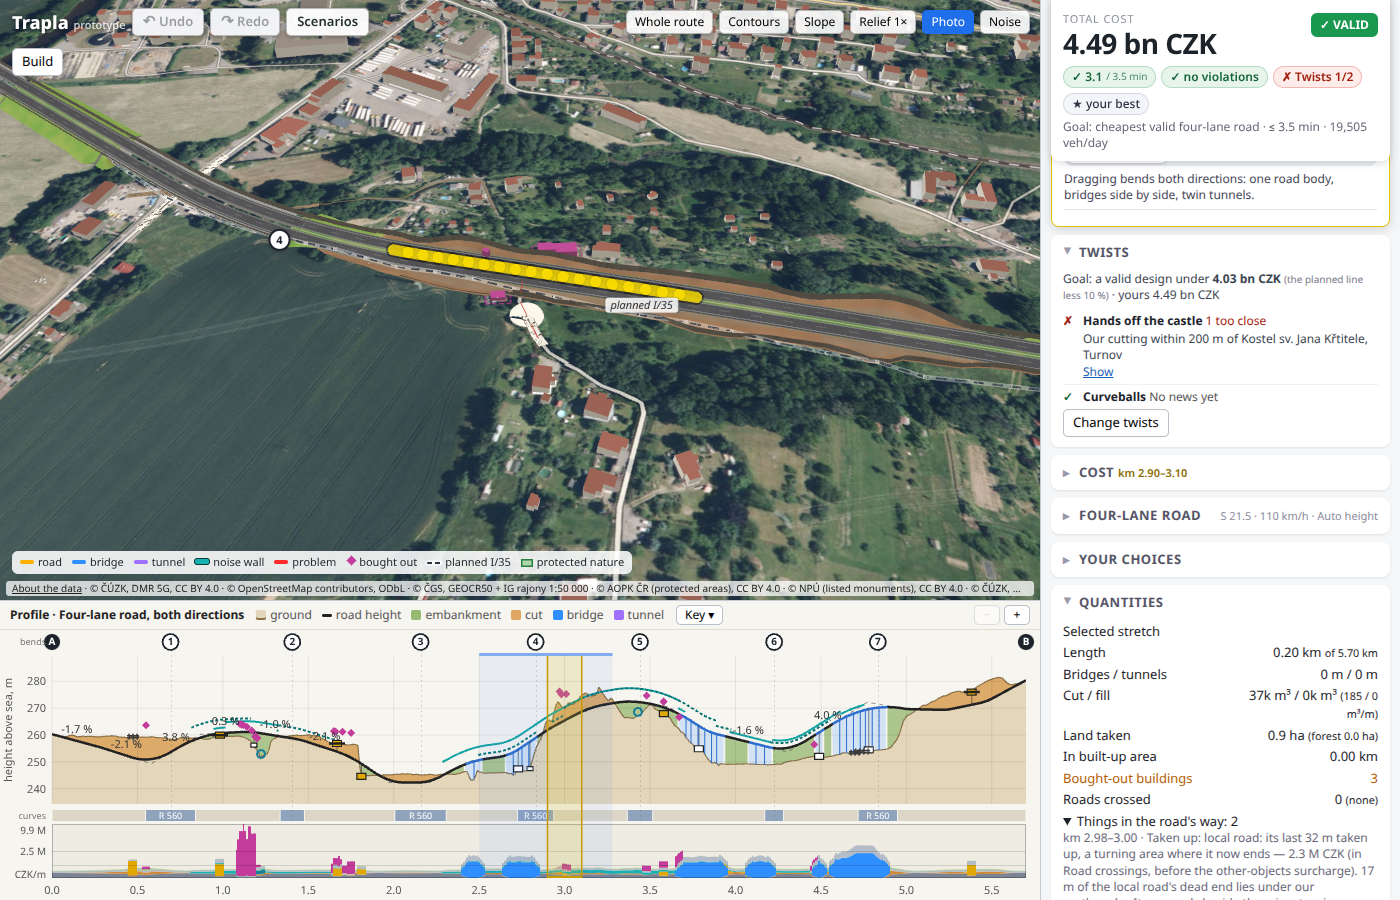 Trapla prototype
↶ Undo
↷ Redo
Scenarios
Whole route
Contours
Slope
Relief 1×
Photo
Noise
Build
4
planned I/35
road
bridge
tunnel
noise wall
problem
bought out
planned I/35
protected nature
About the data · © ČÚZK, DMR 5G, CC BY 4.0 · © OpenStreetMap contributors, ODbL · © ČGS, GEOCR50 + IG rajony 1:50 000 · © AOPK ČR (protected areas), CC BY 4.0 · © NPÚ (listed monuments), CC BY 4.0 · © ČÚZK, ...
Profile · Four-lane road, both directions
ground
road height
embankment
cut
bridge
tunnel
Key ▾
−
+
bends
A 1 2 3 4 5 6 7 B
height above sea, m
280
270
260
250
240
-1.7 %
-2.1 %
3.8 %
0.3 %
-1.0 %
-2.1 %
-1.6 %
4.0 %
curves
R 560
R 560
R 560
R 560
9.9 M
2.5 M
CZK/m
0.0 0.5 1.0 1.5 2.0 2.5 3.0 3.5 4.0 4.5 5.0 5.5
TOTAL COST
4.49 bn CZK
✓ VALID
✓ 3.1 / 3.5 min
✓ no violations
✗ Twists 1/2
★ your best
Goal: cheapest valid four-lane road · ≤ 3.5 min · 19,505
veh/day
Dragging bends both directions: one road body,
bridges side by side, twin tunnels.
TWISTS
Goal: a valid design under 4.03 bn CZK (the planned line
less 10 %) · yours 4.49 bn CZK
✗ Hands off the castle 1 too close
Our cutting within 200 m of Kostel sv. Jana Křtitele,
Turnov
Show
✓ Curveballs No news yet
Change twists
COST km 2.90–3.10
FOUR-LANE ROAD S 21.5 · 110 km/h · Auto height
YOUR CHOICES
QUANTITIES
Selected stretch
Length 0.20 km of 5.70 km
Bridges / tunnels 0 m / 0 m
Cut / fill 37k m³ / 0k m³ (185 / 0
m³/m)
Land taken 0.9 ha (forest 0.0 ha)
In built-up area 0.00 km
Bought-out buildings 3
Roads crossed 0 (none)
▼ Things in the road's way: 2
km 2.98–3.00 · Taken up: local road: its last 32 m taken
up, a turning area where it now ends — 2.3 M CZK (in
Road crossings, before the other-objects surcharge). 17
m of the local road's dead end lies under our